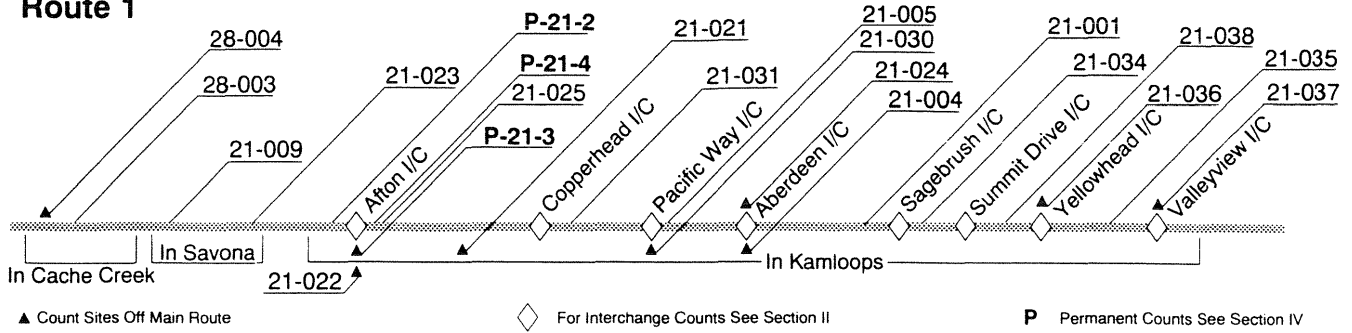 Route 1
28-004
28-003
21-009
21-023
P-21-2
P-21-4
21-025
P-21-3
21-021
21-031
21-005
21-030
21-024
21-004
21-001
21-034
21-038
21-036
21-035
21-037
Afton I/C
Copperhead I/C
Pacific Way I/C
Aberdeen I/C
Sagebrush I/C
Summit Drive I/C
Yellowhead I/C
Valleyview I/C
In Cache Creek
In Savona
21-022
In Kamloops
▲ Count Sites Off Main Route
◇ For Interchange Counts See Section II
P Permanent Counts See Section IV